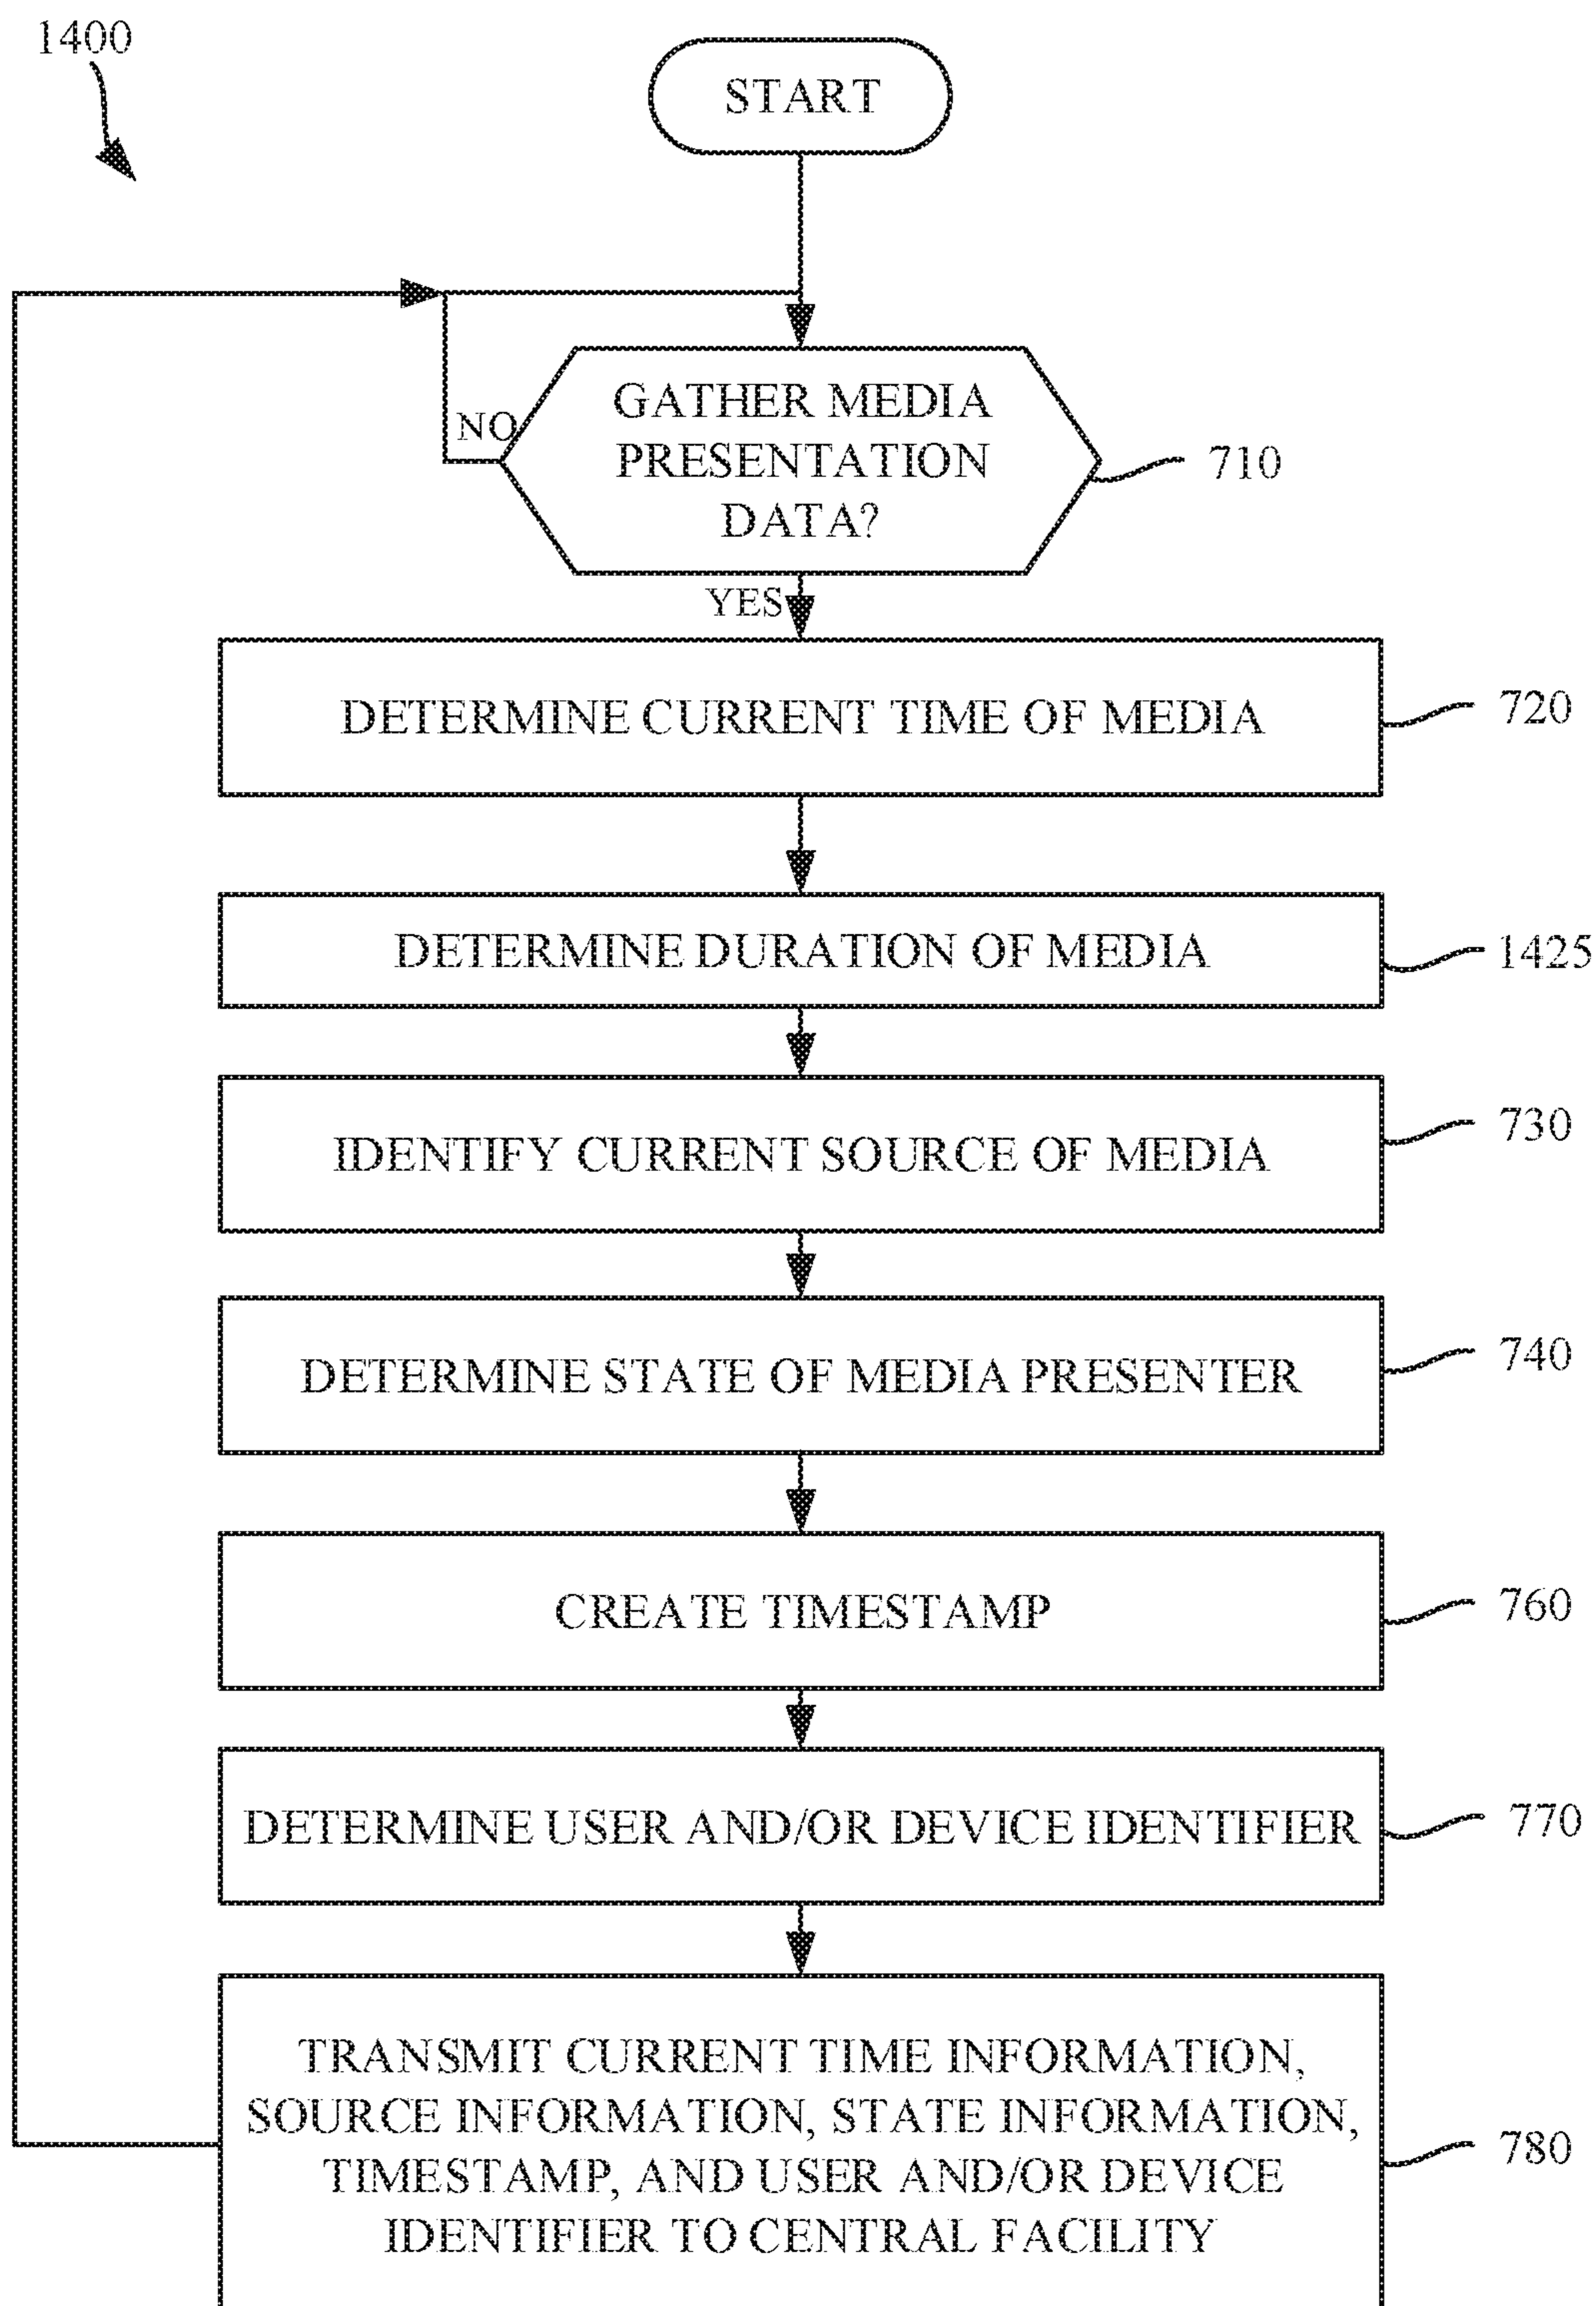 1400
START
GATHER MEDIA
PRESENTATION
DATA?
NO
710
YES
DETERMINE CURRENT TIME OF MEDIA
720
DETERMINE DURATION OF MEDIA
1425
IDENTIFY CURRENT SOURCE OF MEDIA
730
DETERMINE STATE OF MEDIA PRESENTER
740
CREATE TIMESTAMP
760
DETERMINE USER AND/OR DEVICE IDENTIFIER
770
TRANSMIT CURRENT TIME INFORMATION,
SOURCE INFORMATION, STATE INFORMATION,
TIMESTAMP, AND USER AND/OR DEVICE
IDENTIFIER TO CENTRAL FACILITY
780